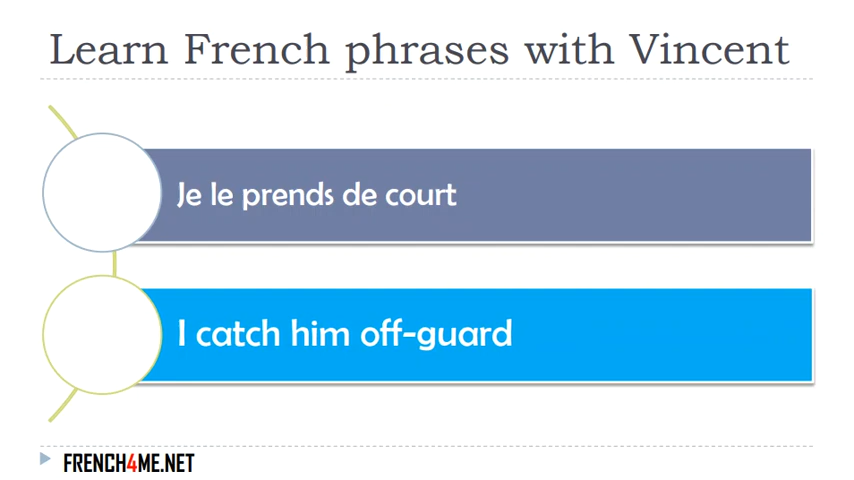 Learn French phrases with Vincent
Je le prends de court
I catch him off-guard
FRENCH4ME.NET